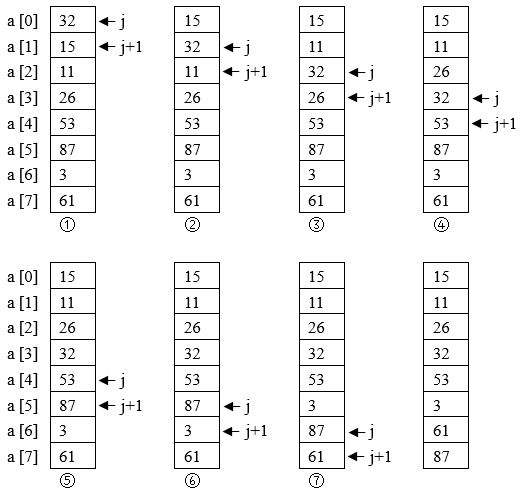 a [0] 32 j 15 15 15
a [1] 15 j+1 32 j 11 11
a [2] 11 11 j+1 32 j 26
a [3] 26 26 26 j+1 32 j
a [4] 53 53 53 53 j+1
a [5] 87 87 87 87
a [6] 3 3 3 3
a [7] 61 61 61 61
① ② ③ ④
a [0] 15 15 15 15
a [1] 11 11 11 11
a [2] 26 26 26 26
a [3] 32 32 32 32
a [4] 53 j 53 53 53
a [5] 87 j+1 87 j 3 3
a [6] 3 3 j+1 87 j 61
a [7] 61 61 61 j+1 87
⑤ ⑥ ⑦